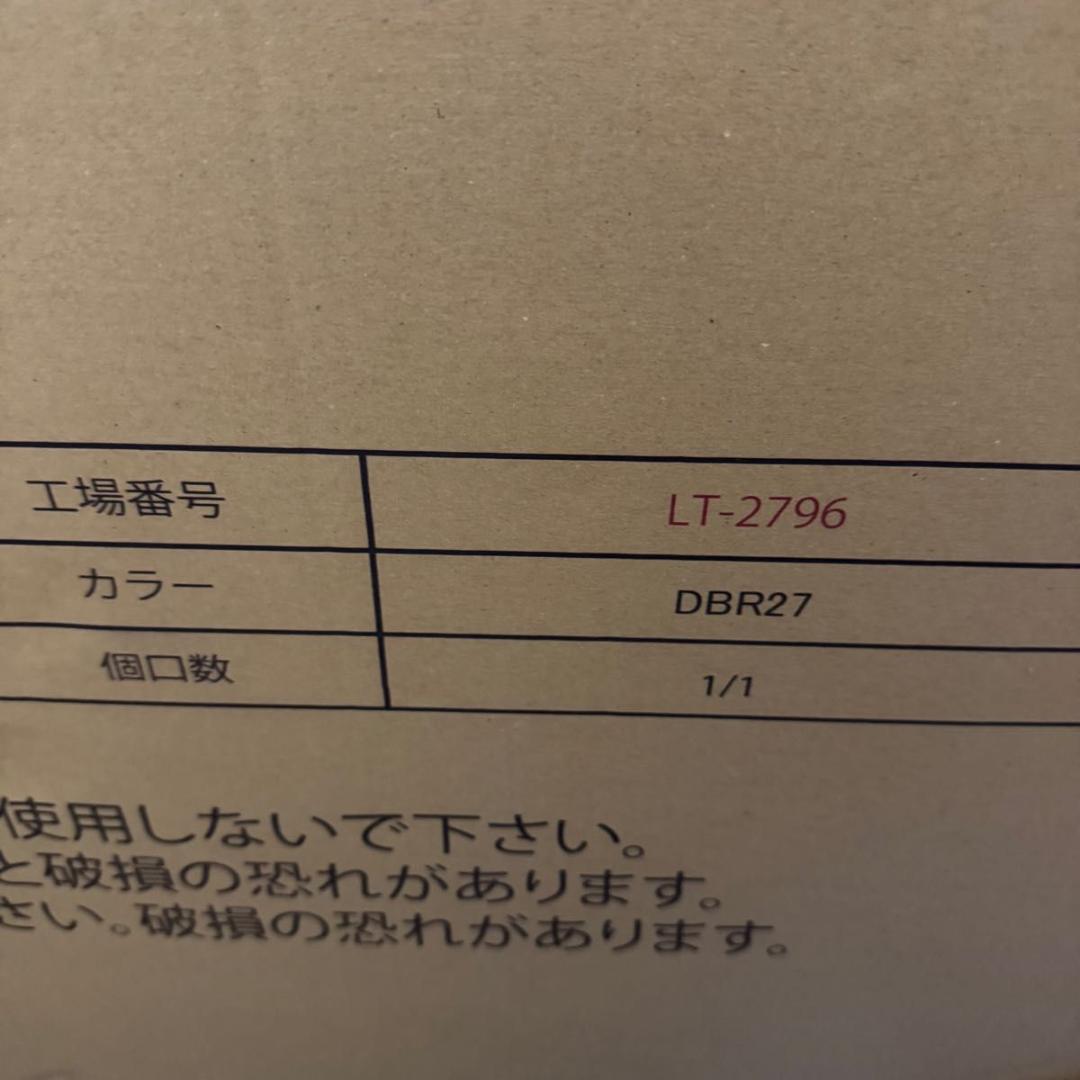 工場番号 LT-2796
カラー DBR27
個口数 1/1
使用しないで下さい。
と破損の恐れがあります。
さい。破損の恐れがあります。